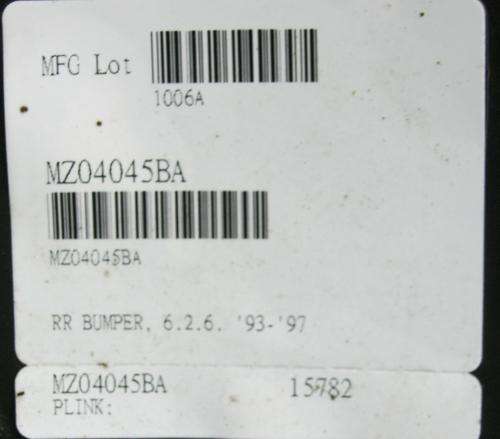 MFG Lot
1006A
MZ04045BA
MZ04045BA
RR BUMPER, 6.2.6. '93-'97
MZ04045BA 15782
PLINK: